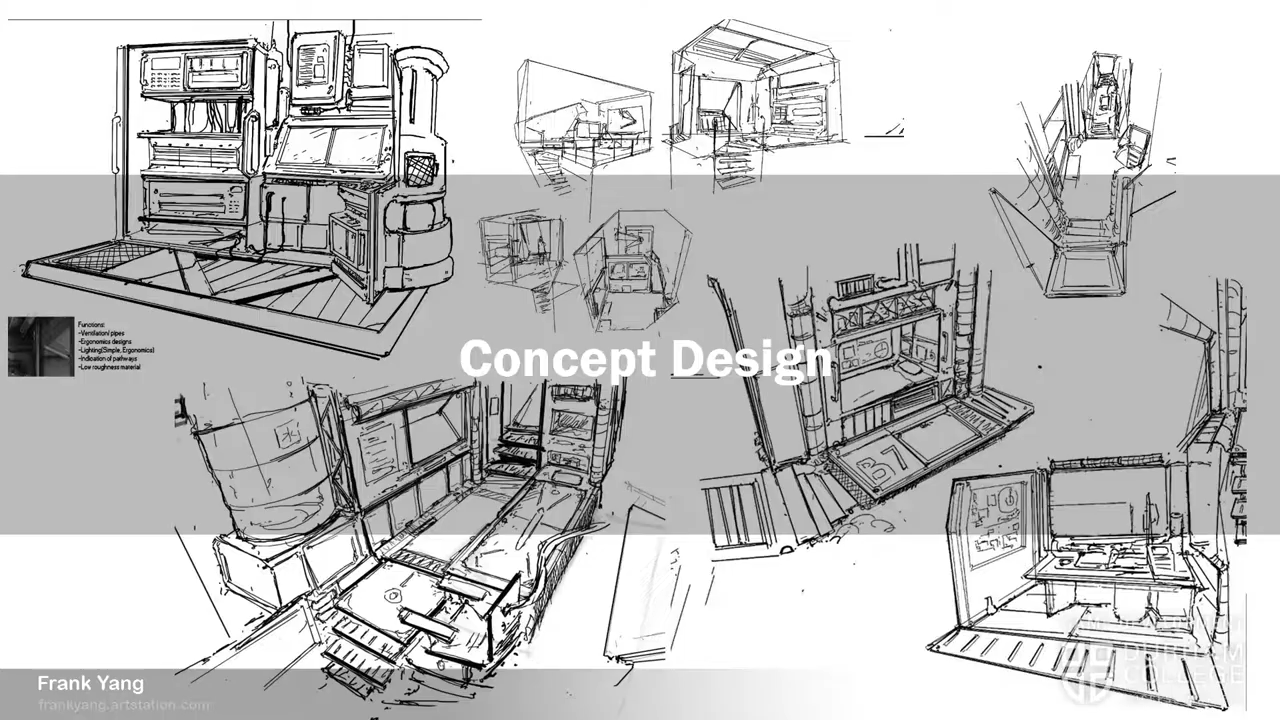 Functions:
-Ventilation/ pipes
-Ergonomics designs
-Lighting(Simple, Ergonomics)
-Indication of pathways
-Low roughness material
Concept Design
B7
Frank Yang
frankyang.artstation.com
DURHAM
COLLEGE